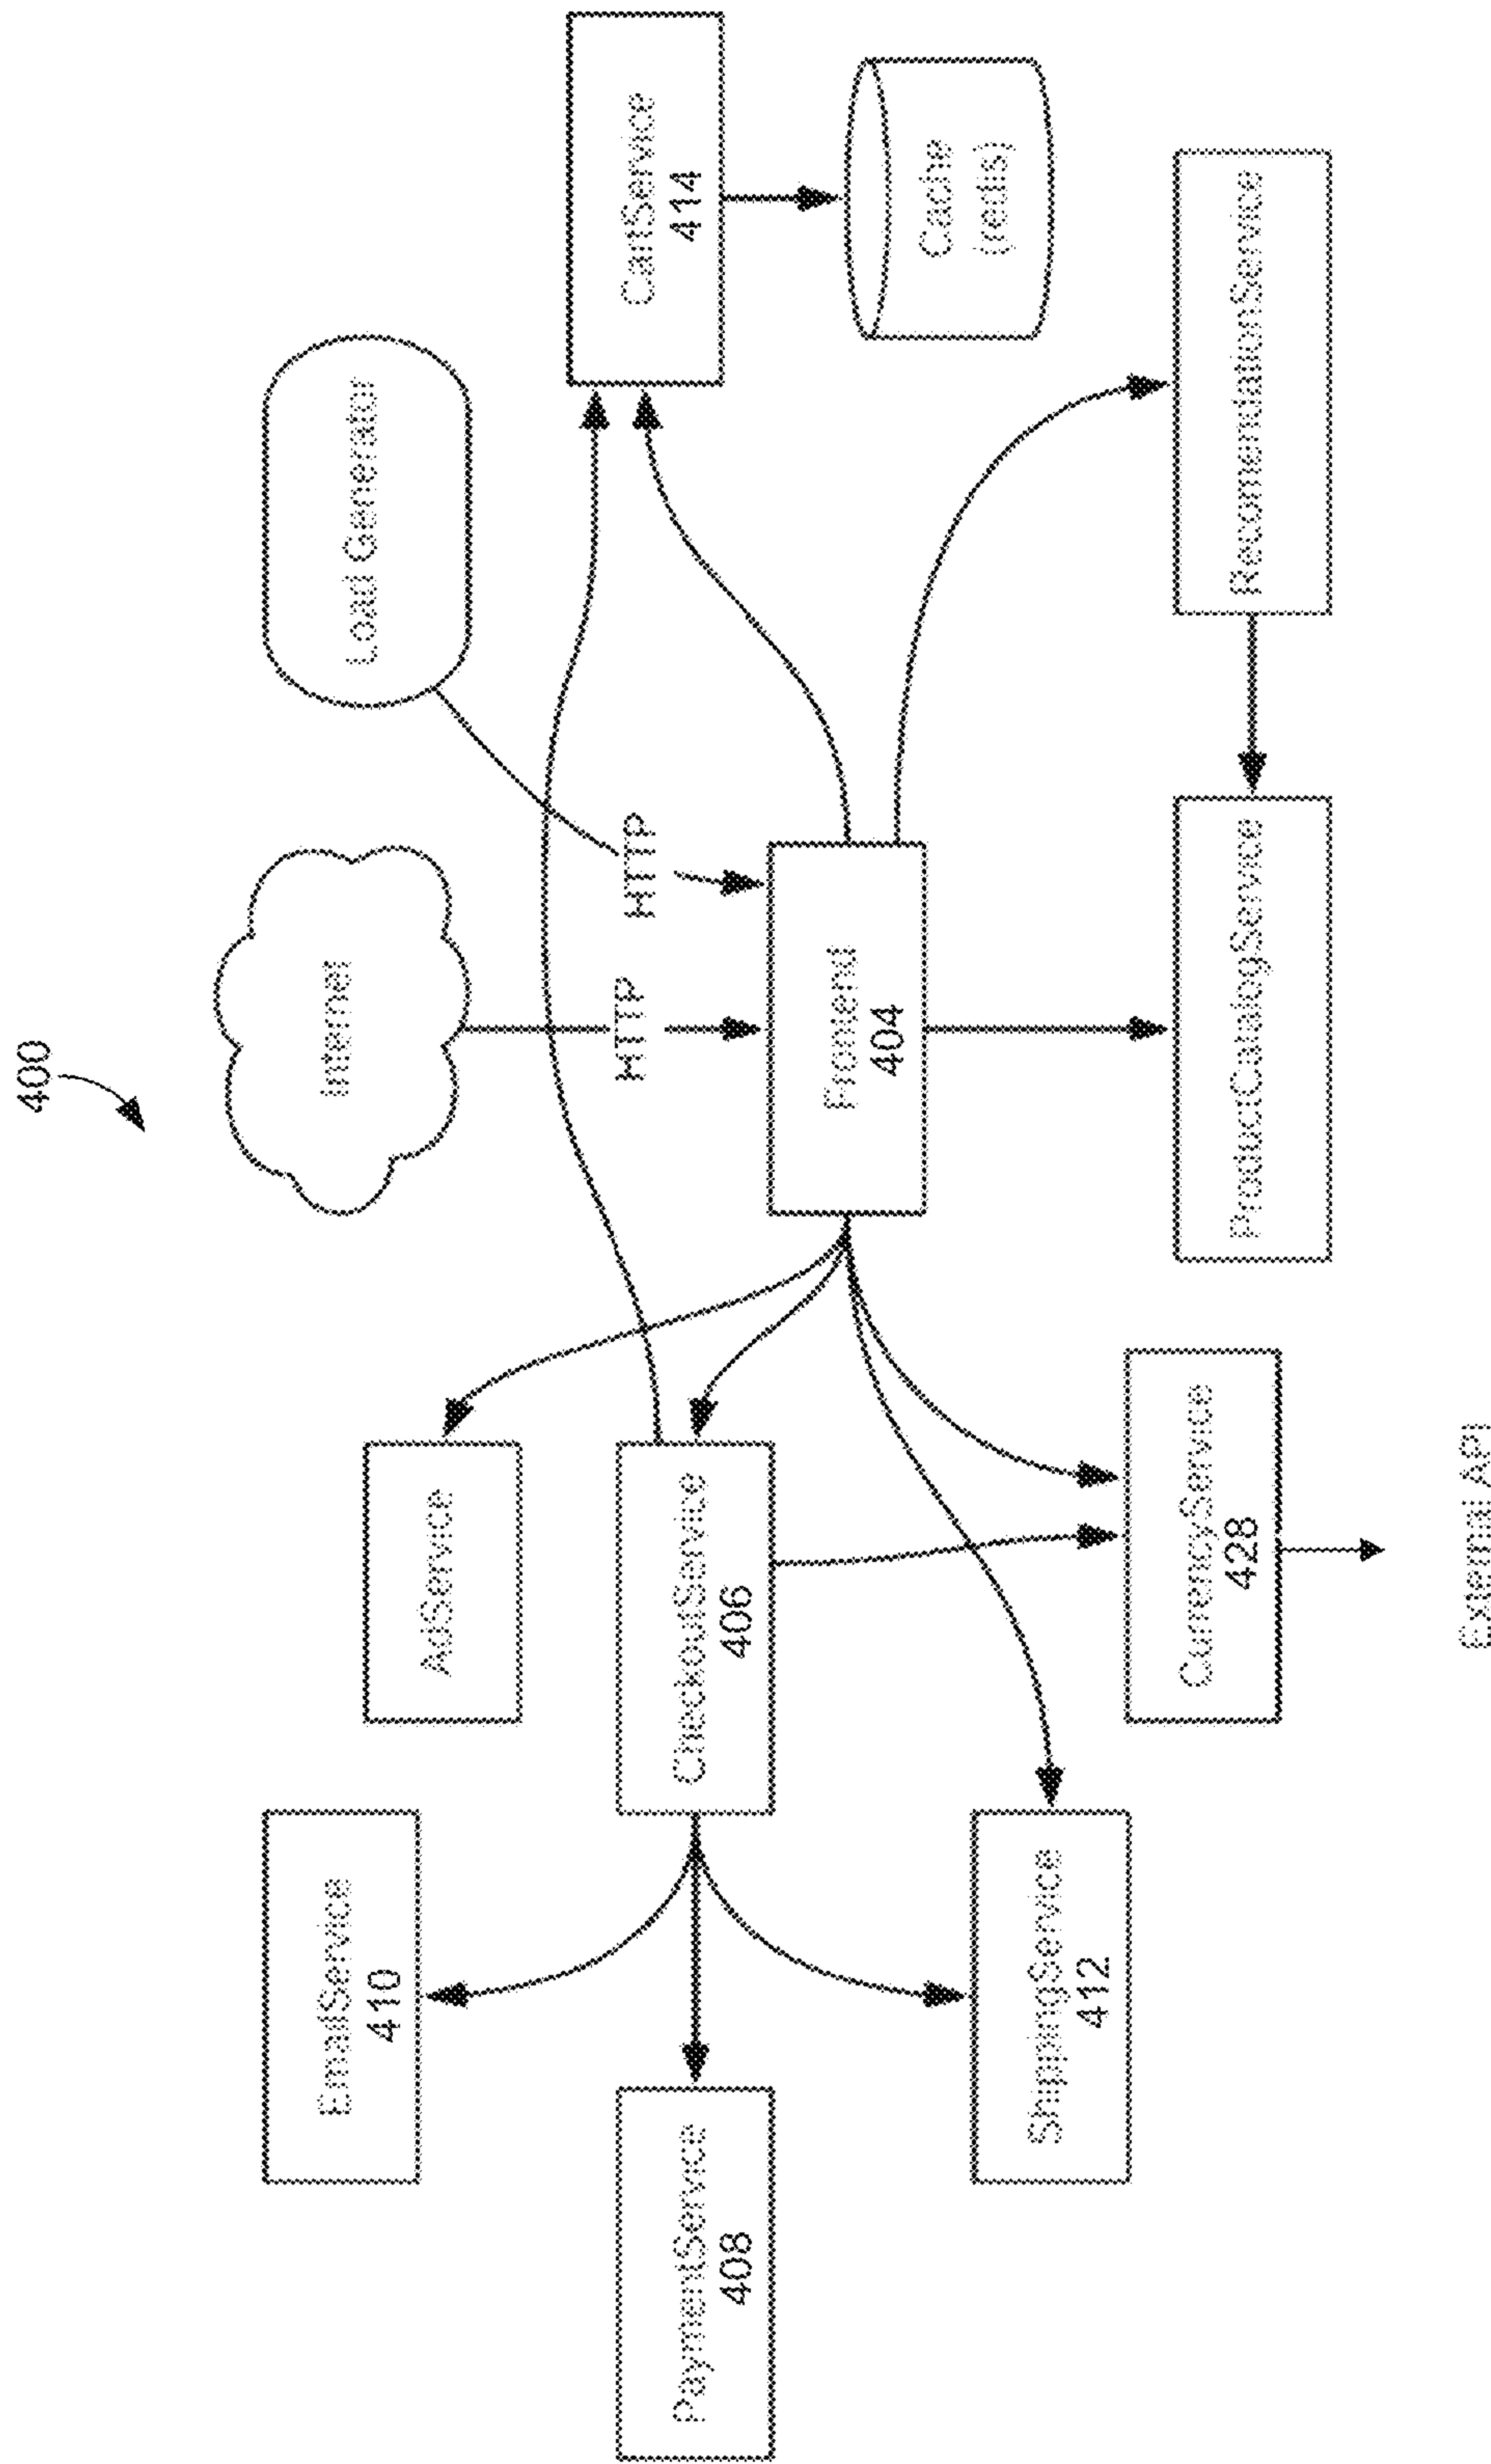 400
Internet
Load Generator
HTTP
HTTP
AdService
EmailService
410
CheckoutService
406
PaymentService
408
Frontend
404
CartService
414
Cache
(redis)
ShippingService
412
CurrencyService
428
ProductCatalogService
RecomendationService
External API